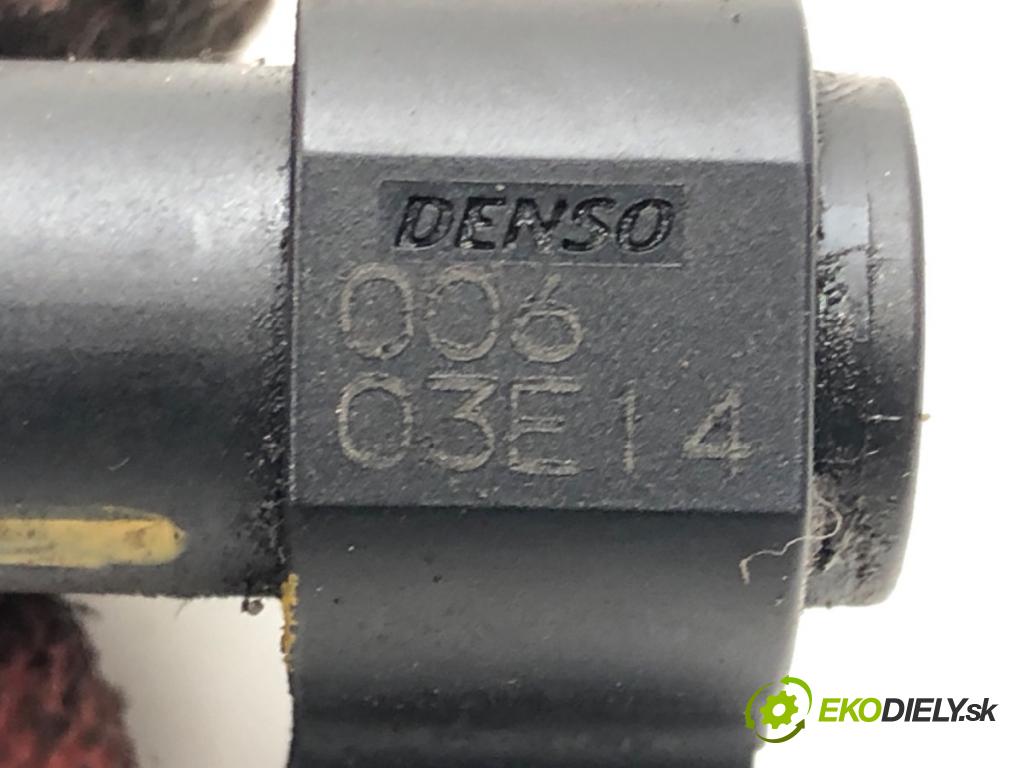 DENSO
006
03E14
EKODIELY.sk